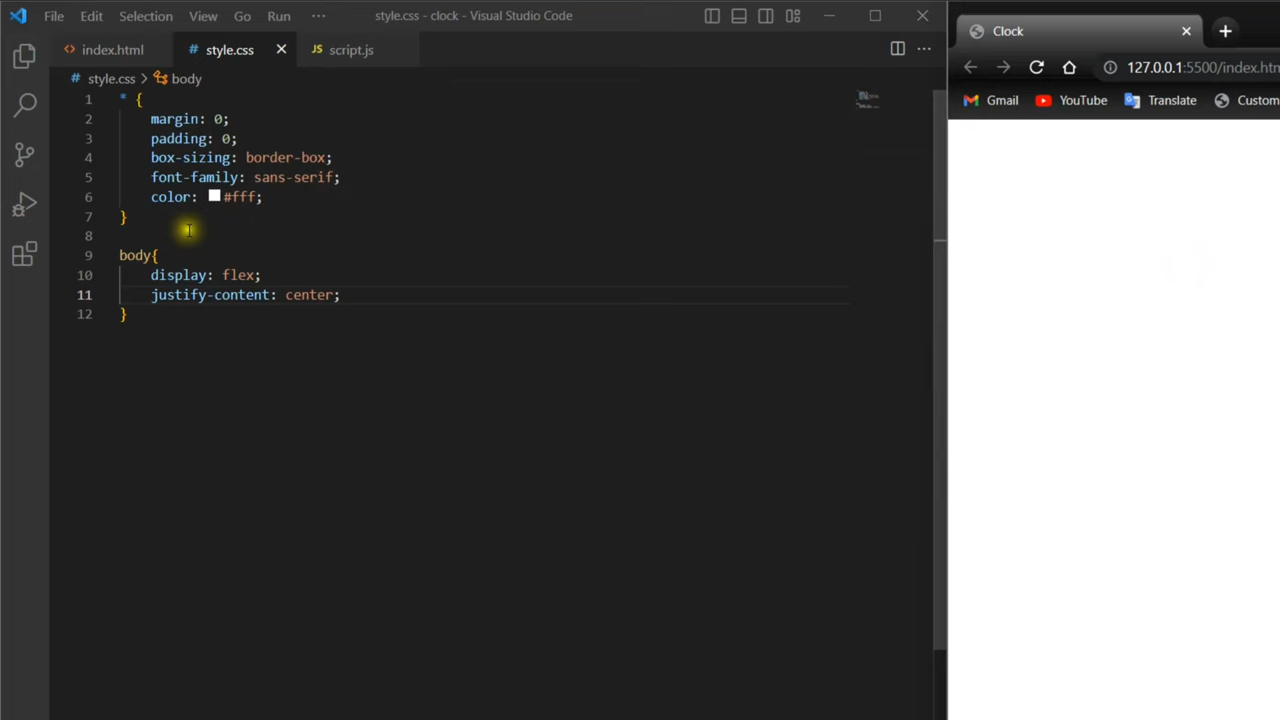 File Edit Selection View Go Run ··· style.css - clock - Visual Studio Code
index.html # style.css JS script.js ···
# style.css > body
1 * {
2 margin: 0;
3 padding: 0;
4 box-sizing: border-box;
5 font-family: sans-serif;
6 color: #fff;
7 }
8
9 body{
10 display: flex;
11 justify-content: center;
12 }
Clock
127.0.0.1:5500/index.htm
Gmail YouTube Translate Custom